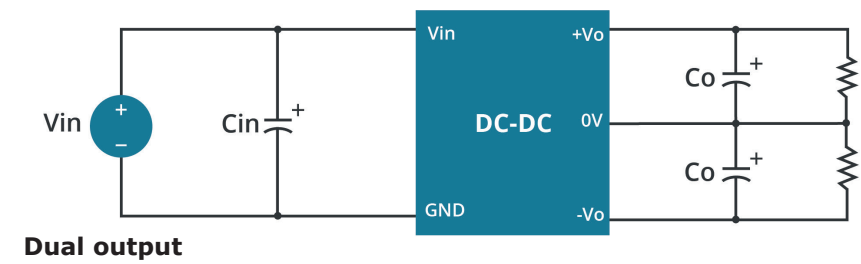 Vin
+Vo
Co +
Vin
+
−
Cin +
DC-DC
0V
Co +
GND
-Vo
Dual output